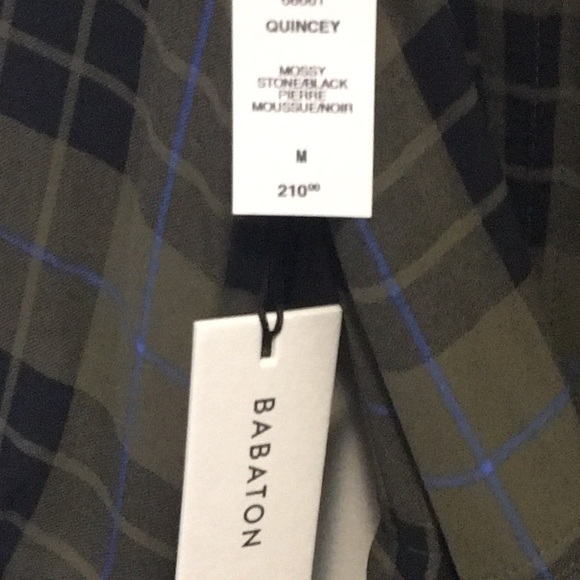 QUINCEY
MOSSY
STONE/BLACK
PIERRE
MOUSSUE/NOIR
M
210⁰⁰
BABATON